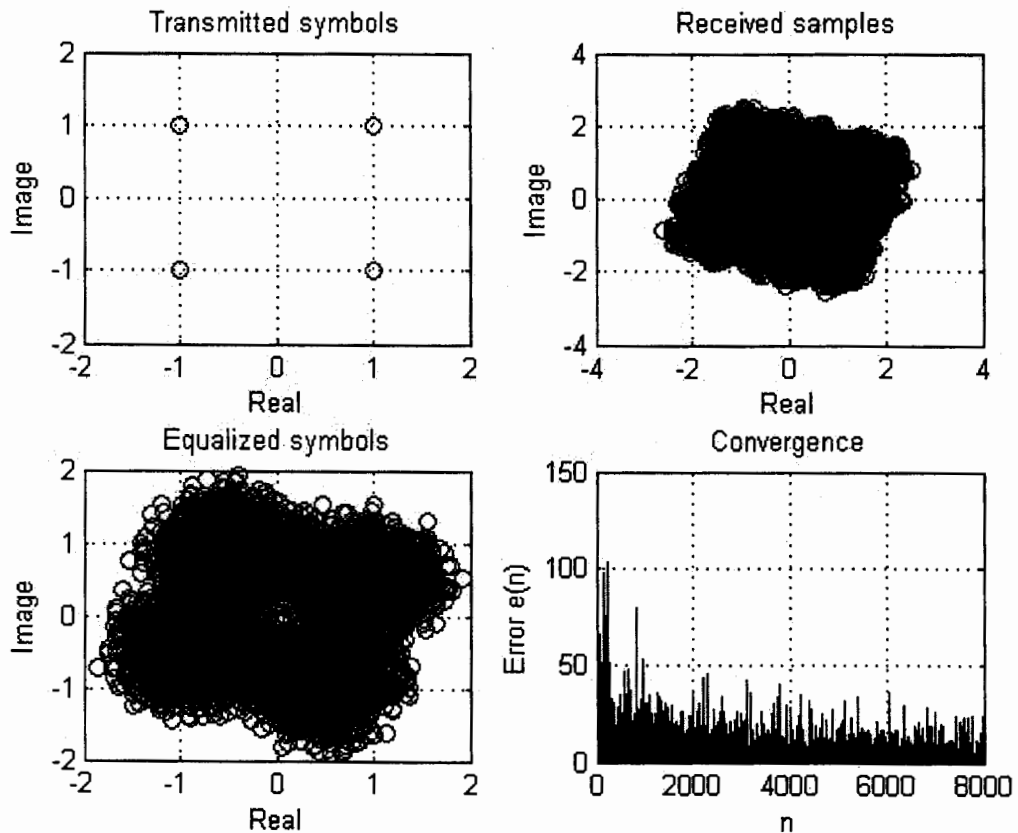 Transmitted symbols
2
1
0
-1
-2
Image
-2 -1 0 1 2
Real
Received samples
4
2
0
-2
-4
Image
-4 -2 0 2 4
Real
Equalized symbols
2
1
0
-1
-2
Image
-2 -1 0 1 2
Real
Convergence
150
100
50
0
Error e(n)
0 2000 4000 6000 8000
n